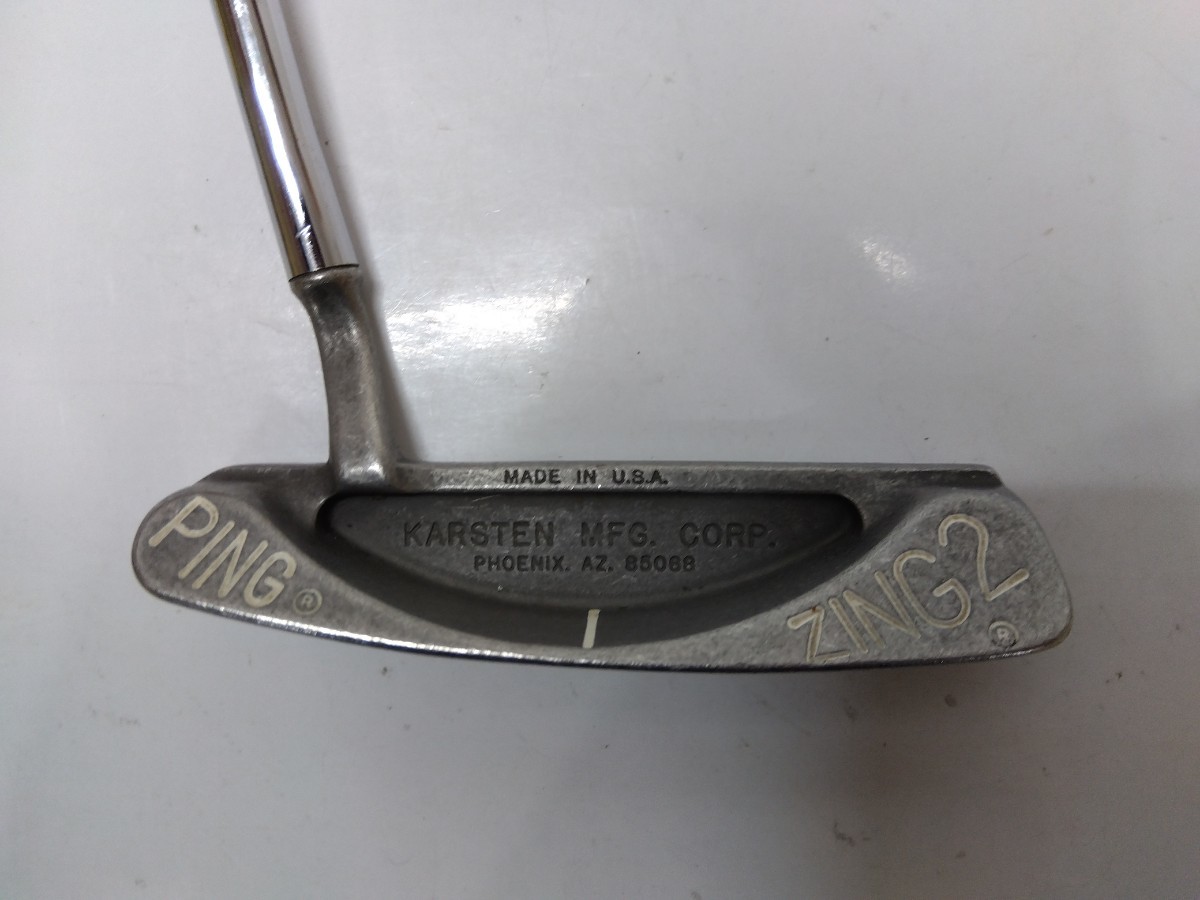 MADE IN U.S.A.
KARSTEN MFG. CORP.
PHOENIX. AZ. 85068
PING ®
ZING2 ®